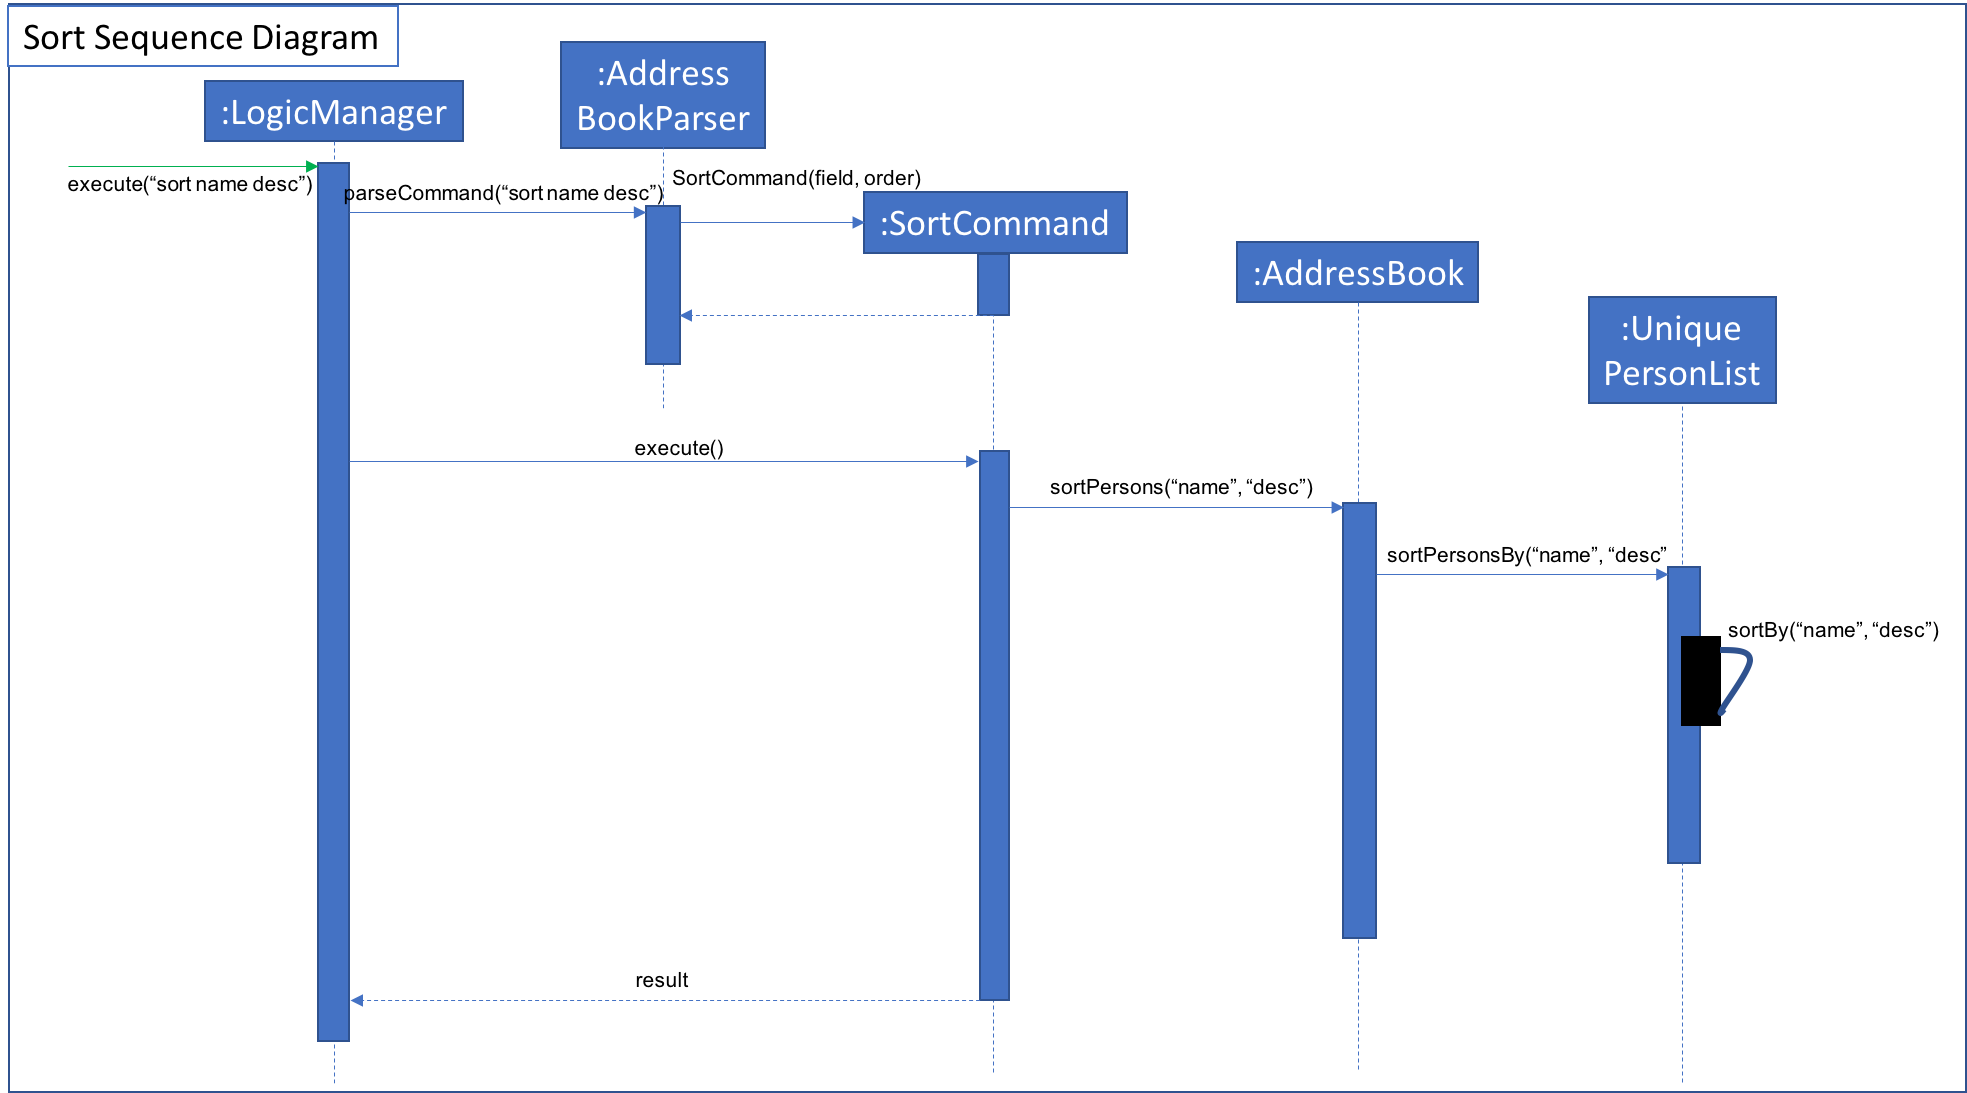 Sort Sequence Diagram
:LogicManager
:Address
BookParser
execute(“sort name desc”)
parseCommand(“sort name desc”)
SortCommand(field, order)
:SortCommand
:AddressBook
:Unique
PersonList
execute()
sortPersons(“name”, “desc”)
sortPersonsBy(“name”, “desc”
sortBy(“name”, “desc”)
result